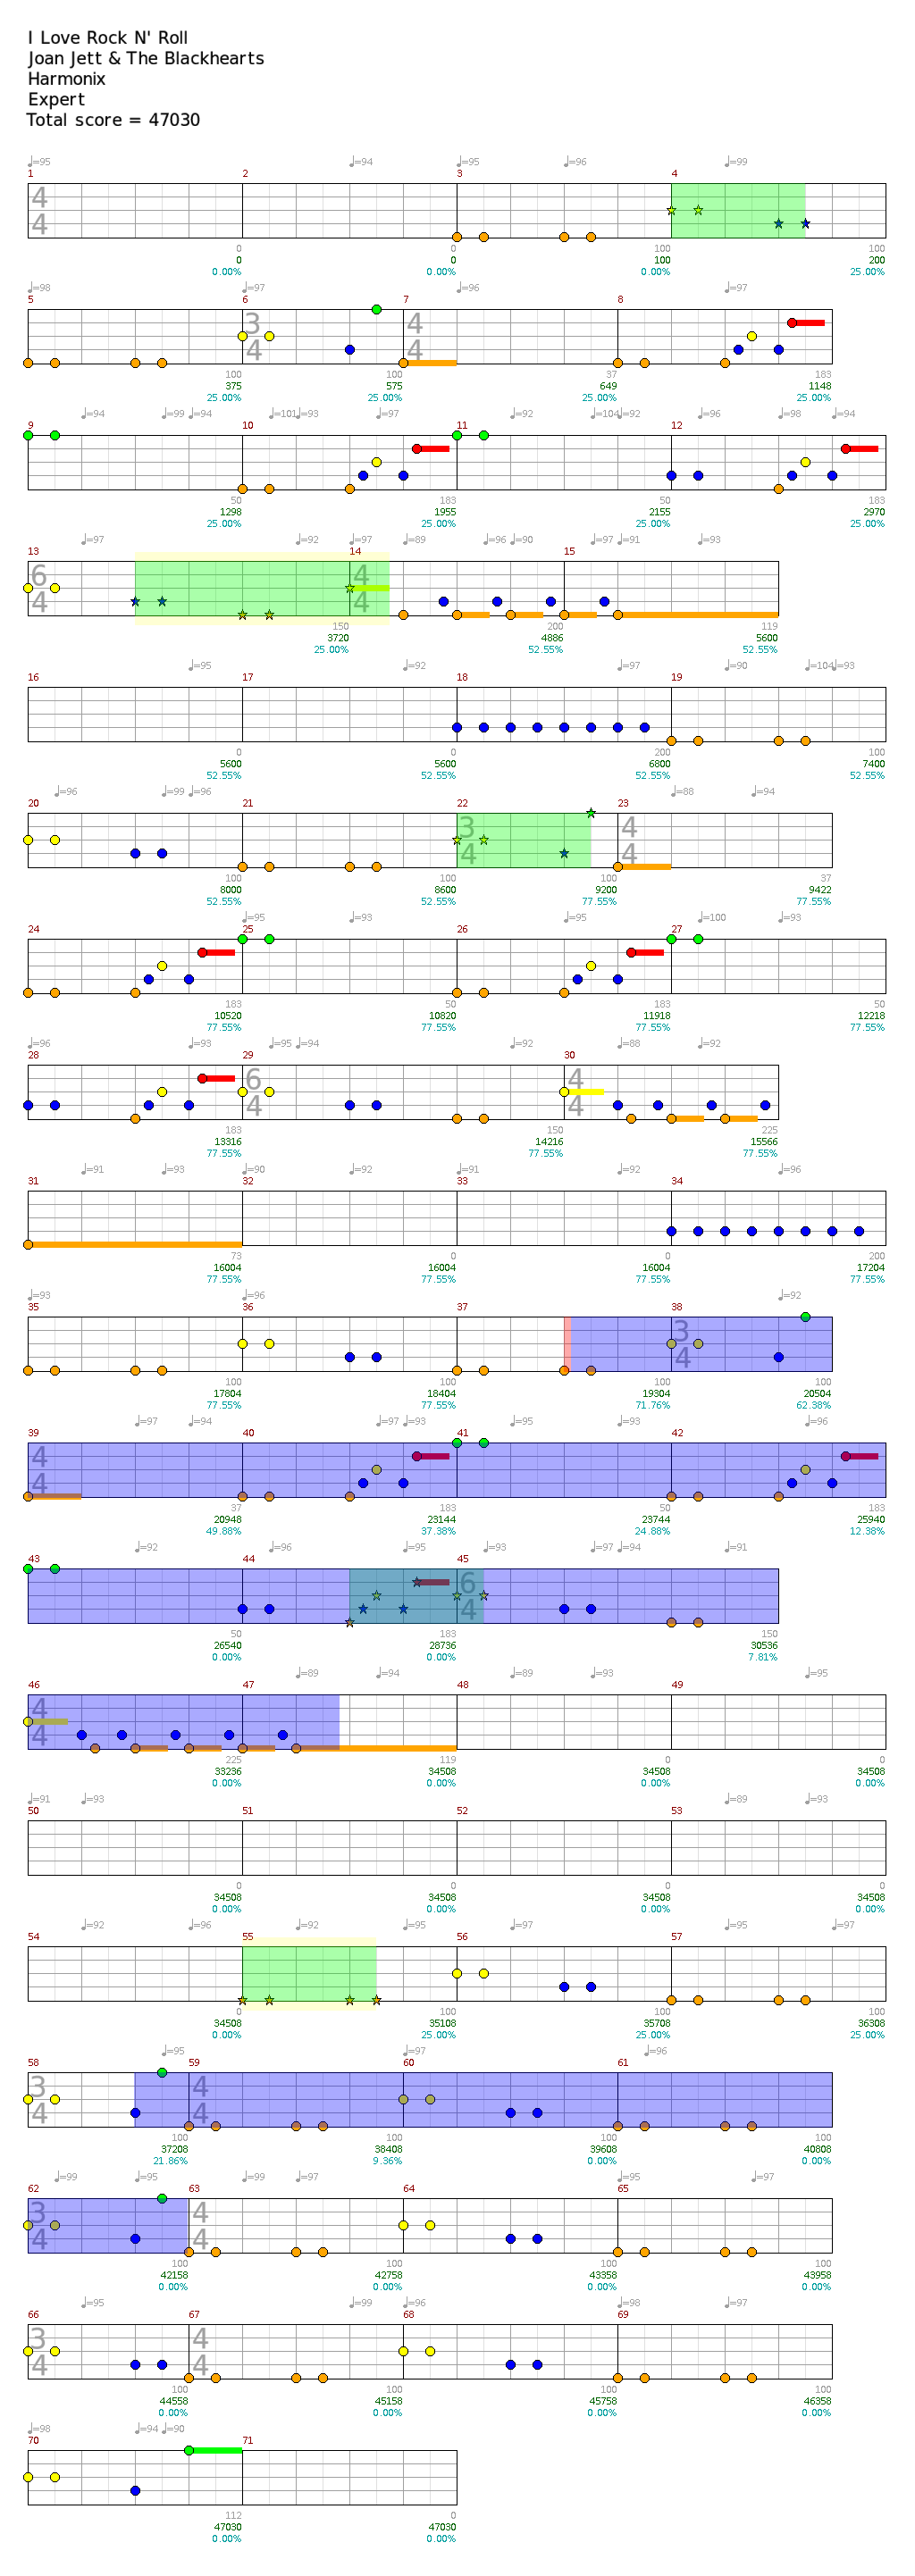 I Love Rock N' Roll
Joan Jett & The Blackhearts
Harmonix
Expert
Total score = 47030
♩=95 ♩=94 ♩=95 ♩=96 ♩=99
1 2 3 4
4
4
0 0 100 100
0 0 100 200
0.00% 0.00% 0.00% 25.00%
♩=98 ♩=97 ♩=96 ♩=97
5 6 7 8
3 4
4 4
100 100 37 183
375 575 649 1148
25.00% 25.00% 25.00% 25.00%
♩=94 ♩=99 ♩=94 ♩=101 ♩=93 ♩=97 ♩=92 ♩=104 ♩=92 ♩=96 ♩=98 ♩=94
9 10 11 12
50 183 50 183
1298 1955 2155 2970
25.00% 25.00% 25.00% 25.00%
♩=97 ♩=92 ♩=97 ♩=89 ♩=96 ♩=90 ♩=97 ♩=91 ♩=93
13 14 15
6 4
4 4
150 200 119
3720 4886 5600
25.00% 52.55% 52.55%
♩=95 ♩=92 ♩=97 ♩=90 ♩=104 ♩=93
16 17 18 19
0 0 200 100
5600 5600 6800 7400
52.55% 52.55% 52.55% 52.55%
♩=96 ♩=99 ♩=96 ♩=88 ♩=94
20 21 22 23
3 4
4 4
100 100 100 37
8000 8600 9200 9422
52.55% 52.55% 77.55% 77.55%
♩=95 ♩=93 ♩=95 ♩=100 ♩=93
24 25 26 27
183 50 183 50
10520 10820 11918 12218
77.55% 77.55% 77.55% 77.55%
♩=96 ♩=93 ♩=95 ♩=94 ♩=92 ♩=88 ♩=92
28 29 30
6 4
4 4
183 150 225
13316 14216 15566
77.55% 77.55% 77.55%
♩=91 ♩=93 ♩=90 ♩=92 ♩=91 ♩=92 ♩=96
31 32 33 34
73 0 0 200
16004 16004 16004 17204
77.55% 77.55% 77.55% 77.55%
♩=93 ♩=96 ♩=92
35 36 37 38
3
4
100 100 100 100
17804 18404 19304 20504
77.55% 77.55% 71.76% 62.38%
♩=97 ♩=94 ♩=97 ♩=93 ♩=95 ♩=93 ♩=96
39 40 41 42
4
4
37 183 50 183
20948 23144 23744 25940
49.88% 37.38% 24.88% 12.38%
♩=92 ♩=96 ♩=95 ♩=93 ♩=97 ♩=94 ♩=91
43 44 45
6
4
50 183 150
26540 28736 30536
0.00% 0.00% 7.81%
♩=89 ♩=94 ♩=89 ♩=93 ♩=95
46 47 48 49
4
4
225 119 0 0
33236 34508 34508 34508
0.00% 0.00% 0.00% 0.00%
♩=91 ♩=93 ♩=89 ♩=93
50 51 52 53
0 0 0 0
34508 34508 34508 34508
0.00% 0.00% 0.00% 0.00%
♩=92 ♩=96 ♩=92 ♩=95 ♩=97 ♩=95 ♩=97
54 55 56 57
0 100 100 100
34508 35108 35708 36308
0.00% 25.00% 25.00% 25.00%
♩=95 ♩=97 ♩=96
58 59 60 61
3 4
4 4
100 100 100 100
37208 38408 39608 40808
21.86% 9.36% 0.00% 0.00%
♩=99 ♩=95 ♩=99 ♩=97 ♩=95 ♩=97
62 63 64 65
3 4
4 4
100 100 100 100
42158 42758 43358 43958
0.00% 0.00% 0.00% 0.00%
♩=95 ♩=99 ♩=96 ♩=98 ♩=97
66 67 68 69
3 4
4 4
100 100 100 100
44558 45158 45758 46358
0.00% 0.00% 0.00% 0.00%
♩=98 ♩=94 ♩=90
70 71
112 0
47030 47030
0.00% 0.00%